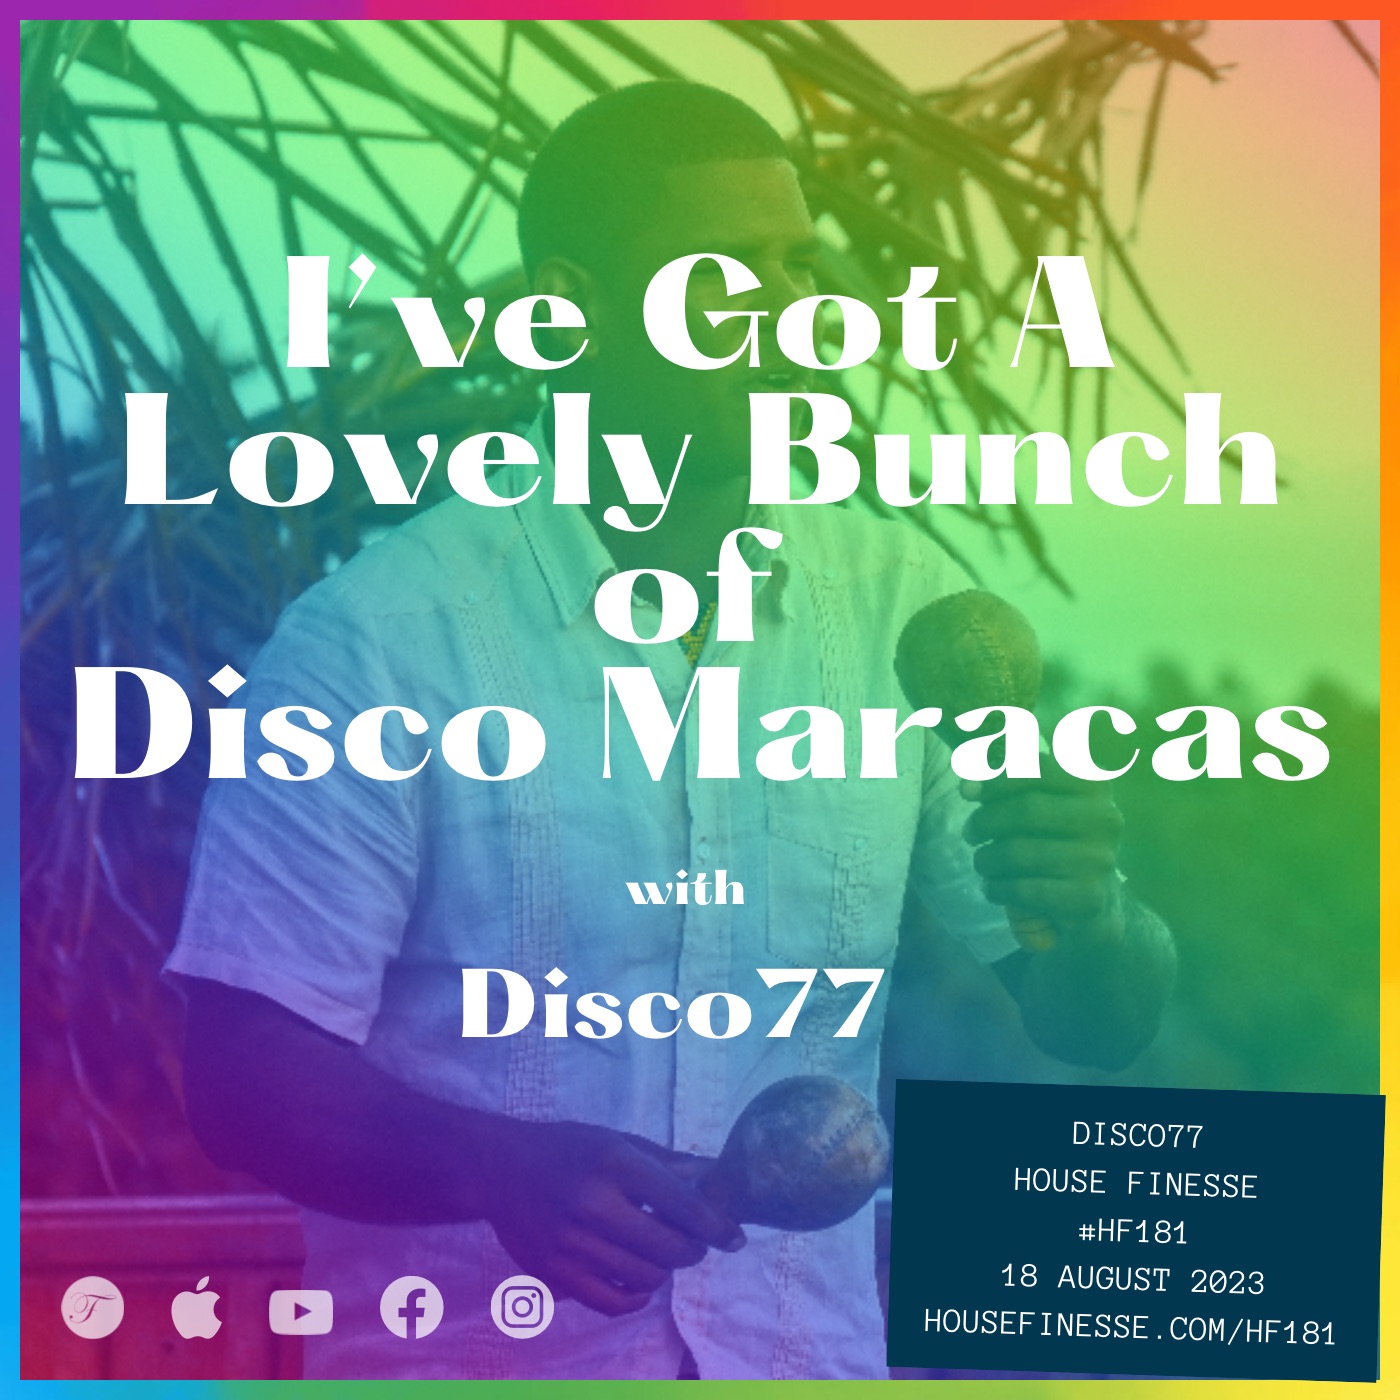 I've Got A
Lovely Bunch
of
Disco Maracas
with
Disco77
DISCO77
HOUSE FINESSE
#HF181
18 AUGUST 2023
HOUSEFINESSE.COM/HF181